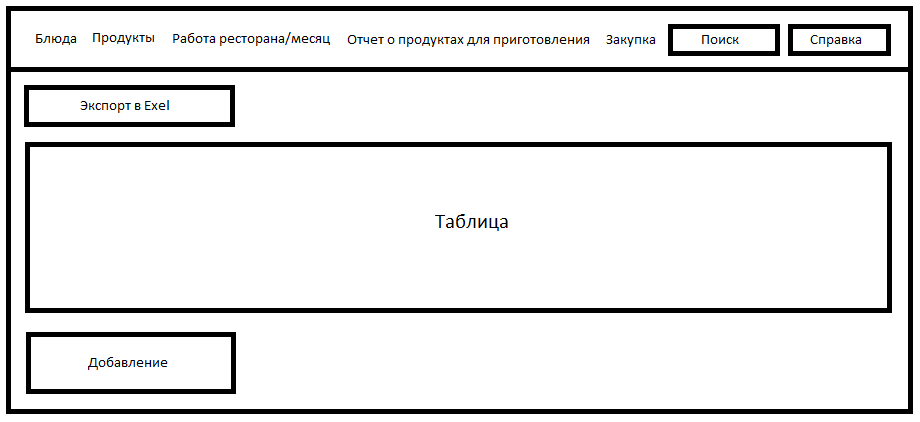 Блюда Продукты Работа ресторана/месяц Отчет о продуктах для приготовления Закупка Поиск Справка
Экспорт в Exel
Таблица
Добавление